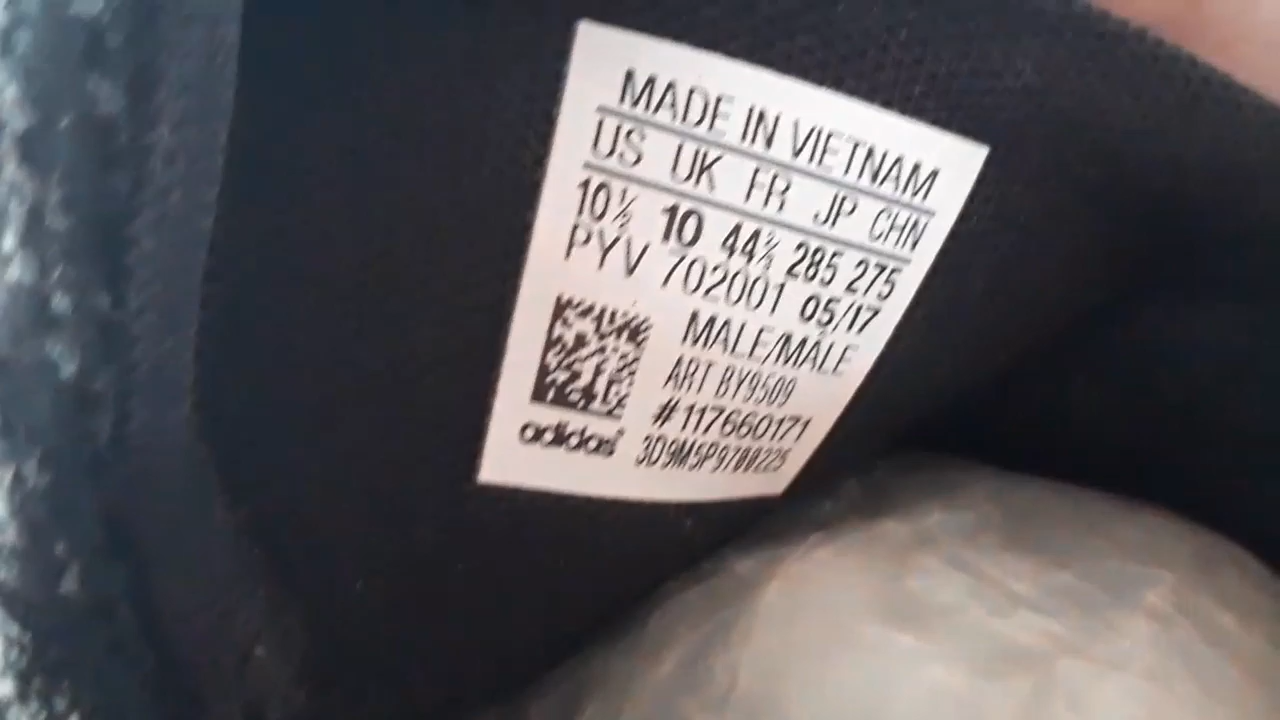 MADE IN VIETNAM
US UK FR JP CHN
10½ 10 44⅔ 285 275
PYV 702001 05/17
MALE/MÂLE
ART BY9509
#117660171
adidas 3D9M5P9700225